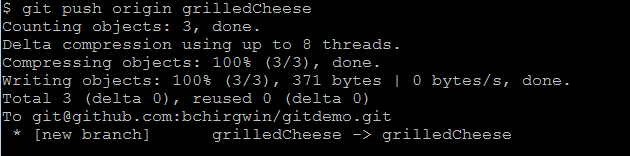 $ git push origin grilledCheese
Counting objects: 3, done.
Delta compression using up to 8 threads.
Compressing objects: 100% (3/3), done.
Writing objects: 100% (3/3), 371 bytes | 0 bytes/s, done.
Total 3 (delta 0), reused 0 (delta 0)
To git@github.com:bchirgwin/gitdemo.git
 * [new branch]      grilledCheese -> grilledCheese